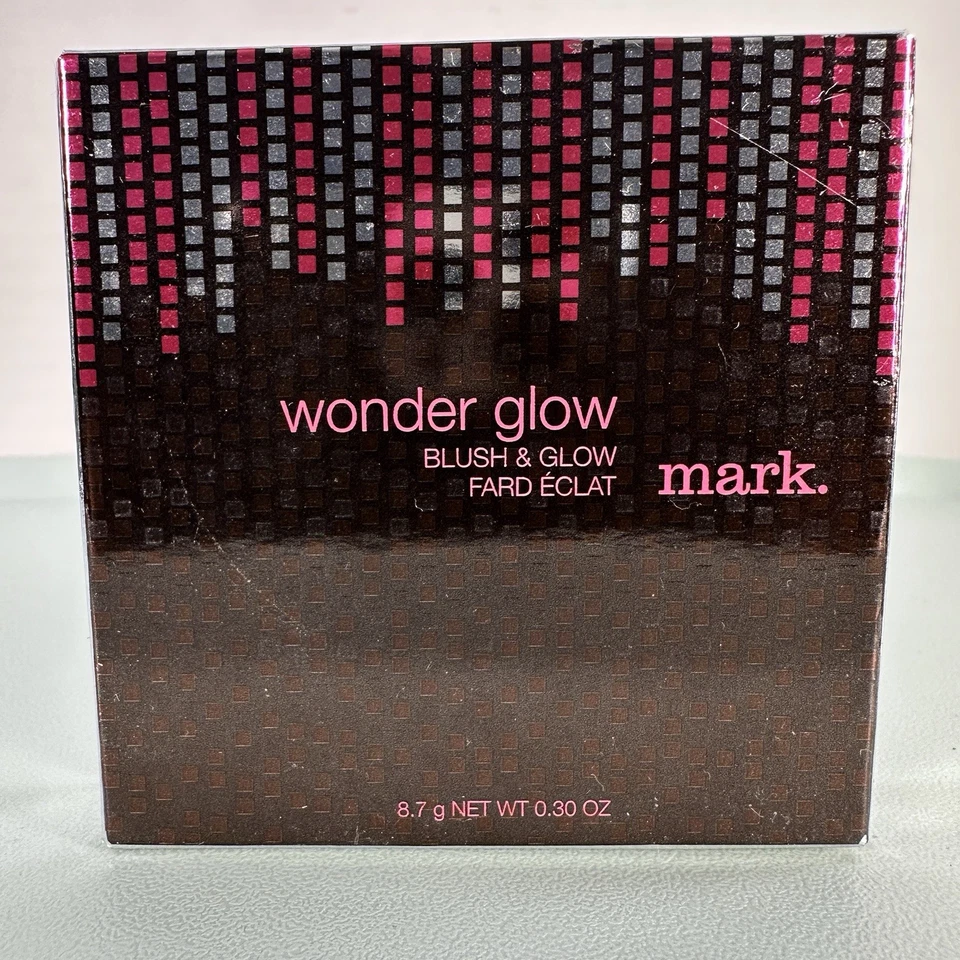 wonder glow
BLUSH & GLOW
FARD ÉCLAT
mark.
8.7 g NET WT 0.30 OZ